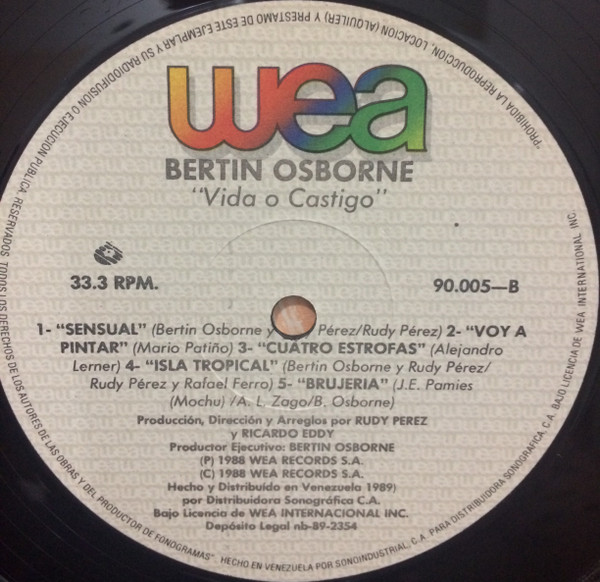 wea
BERTIN OSBORNE
"Vida o Castigo"
33.3 RPM.
90.005—B
1- "SENSUAL" (Bertin Osborne y Pérez/Rudy Pérez) 2- "VOY A
PINTAR" (Mario Patiño) 3- "CUATRO ESTROFAS" (Alejandro
Lerner) 4- "ISLA TROPICAL" (Bertin Osborne y Rudy Pérez/
Rudy Pérez y Rafael Ferro) 5- "BRUJERIA" (J.E. Pamies
(Mochu) /A. L. Zago/B. Osborne)
Producción, Dirección y Arreglos por RUDY PEREZ
y RICARDO EDDY
Productor Ejecutivo: BERTIN OSBORNE
(P) 1988 WEA RECORDS S.A.
(C) 1988 WEA RECORDS S.A.
Hecho y Distribuído en Venezuela 1989)
por Distribuidora Sonográfica C.A.
Bajo Licencia de WEA INTERNACIONAL INC.
Depósito Legal nb-89-2354
RESERVADOS TODOS LOS DERECHOS DE LOS AUTORES DE LAS OBRAS Y DEL PRODUCTOR DE FONOGRAMAS". HECHO EN VENEZUELA POR SONOINDUSTRIAL, C.A. PARA DISTRIBUIDORA SONOGRAFICA C.A. BAJO LICENCIA DE WEA INTERNATIONAL INC.
"PROHIBIDA LA REPRODUCCION, LOCACION (ALQUILER) Y PRESTAMO DE ESTE EJEMPLAR Y SU RADIODIFUSION O EJECUCION PUBLICA.